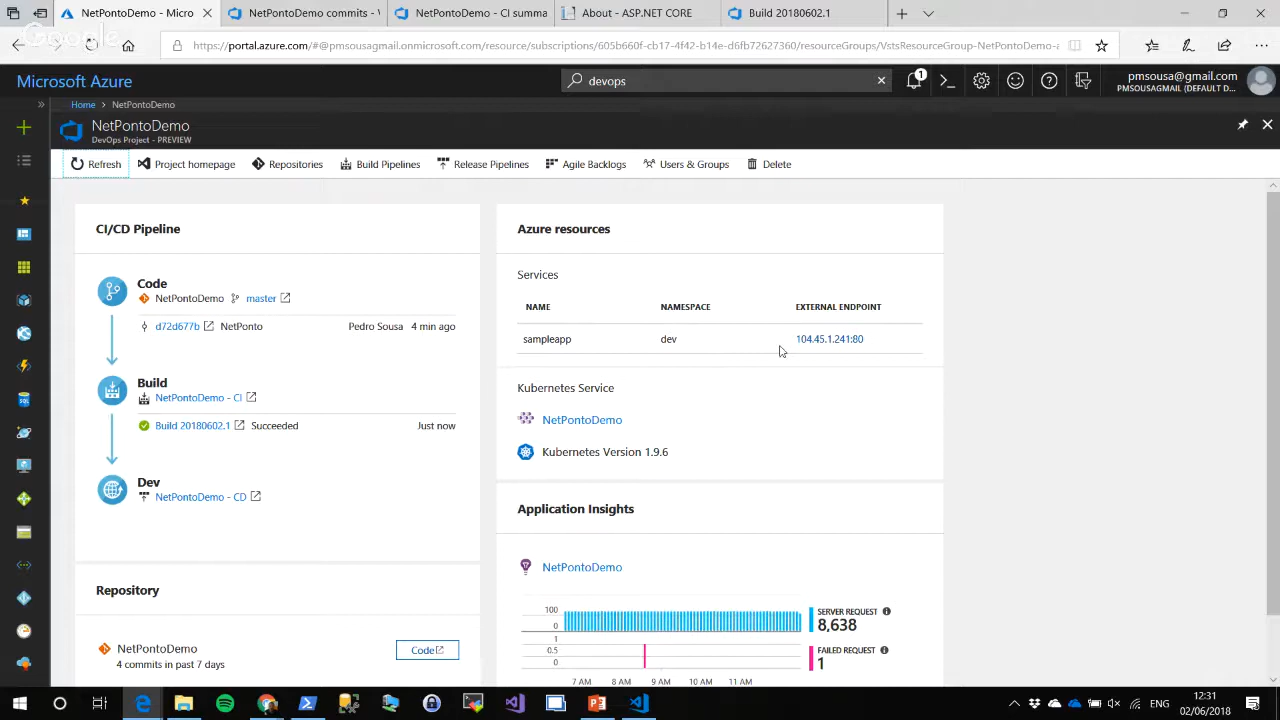 NetPontoDemo - Micro
NetPontoDemo commits -
NetPontoDemo - CI summa
About - ASP.NET CORE
Build 20180602.1
Google
https://portal.azure.com/#@pmsousagmail.onmicrosoft.com/resource/subscriptions/605b660f-cb17-4f42-b14e-d6fb72627360/resourceGroups/VstsResourceGroup-NetPontoDemo-
Microsoft Azure
devops
1
pmsousa@gmail.com
PMSOUSAGMAIL (DEFAULT D...
Home NetPontoDemo
NetPontoDemo
DevOps Project - PREVIEW
Refresh
Project homepage
Repositories
Build Pipelines
Release Pipelines
Agile Backlogs
Users & Groups
Delete
CI/CD Pipeline
Code
NetPontoDemo master
d72d677b NetPonto Pedro Sousa 4 min ago
Build
NetPontoDemo - CI
Build 20180602.1 Succeeded Just now
Dev
NetPontoDemo - CD
Repository
NetPontoDemo
4 commits in past 7 days
Code
Azure resources
Services
NAME NAMESPACE EXTERNAL ENDPOINT
sampleapp dev 104.45.1.241:80
Kubernetes Service
NetPontoDemo
Kubernetes Version 1.9.6
Application Insights
NetPontoDemo
100
0
SERVER REQUEST
8,638
1
0.5
0
FAILED REQUEST
1
7 AM 8 AM 9 AM 10 AM 11 AM
ENG
12:31
02/06/2018